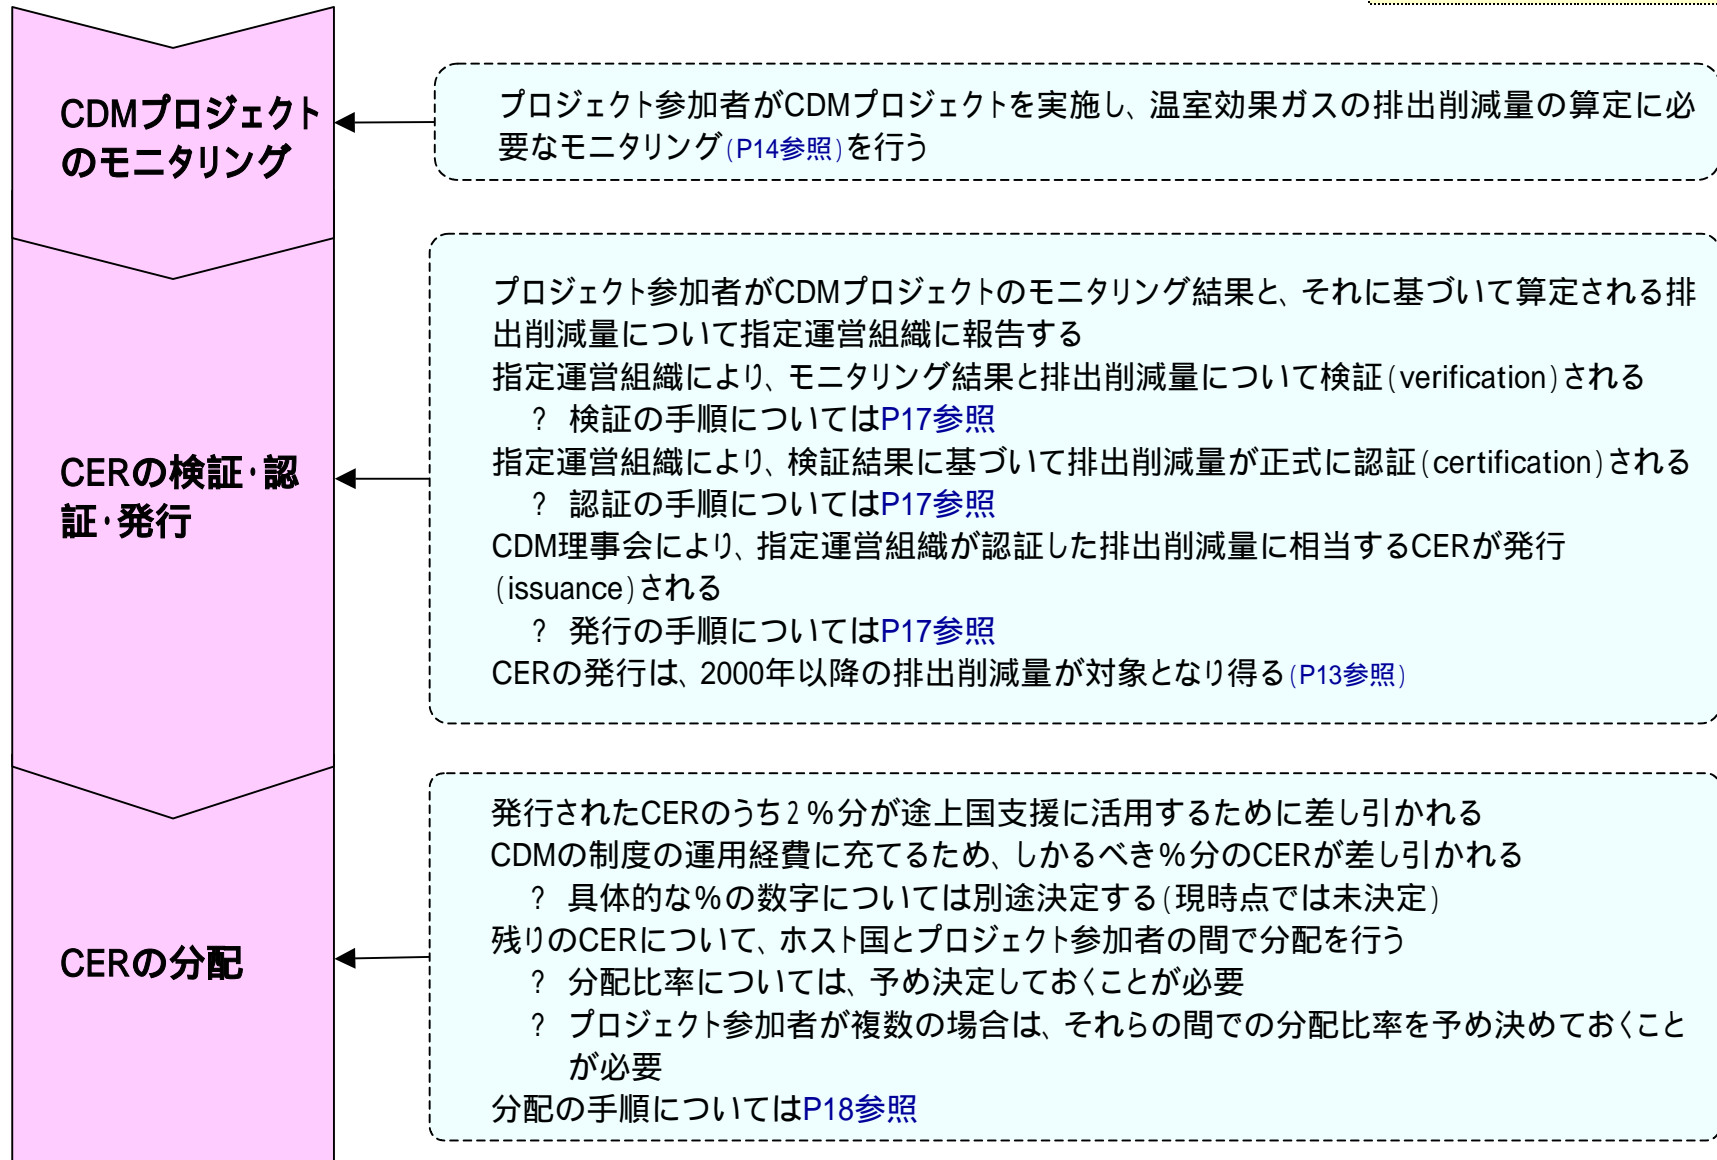 CDMプロジェクト
のモニタリング
プロジェクト参加者がCDMプロジェクトを実施し、温室効果ガスの排出削減量の算定に必
要なモニタリング(P14参照)を行う
CERの検証・認
証・発行
プロジェクト参加者がCDMプロジェクトのモニタリング結果と、それに基づいて算定される排
出削減量について指定運営組織に報告する
指定運営組織により、モニタリング結果と排出削減量について検証(verification)される
? 検証の手順についてはP17参照
指定運営組織により、検証結果に基づいて排出削減量が正式に認証(certification)される
? 認証の手順についてはP17参照
CDM理事会により、指定運営組織が認証した排出削減量に相当するCERが発行
(issuance)される
? 発行の手順についてはP17参照
CERの発行は、2000年以降の排出削減量が対象となり得る(P13参照)
CERの分配
発行されたCERのうち2%分が途上国支援に活用するために差し引かれる
CDMの制度の運用経費に充てるため、しかるべき%分のCERが差し引かれる
? 具体的な%の数字については別途決定する(現時点では未決定)
残りのCERについて、ホスト国とプロジェクト参加者の間で分配を行う
? 分配比率については、予め決定しておくことが必要
? プロジェクト参加者が複数の場合は、それらの間での分配比率を予め決めておくこと
が必要
分配の手順についてはP18参照